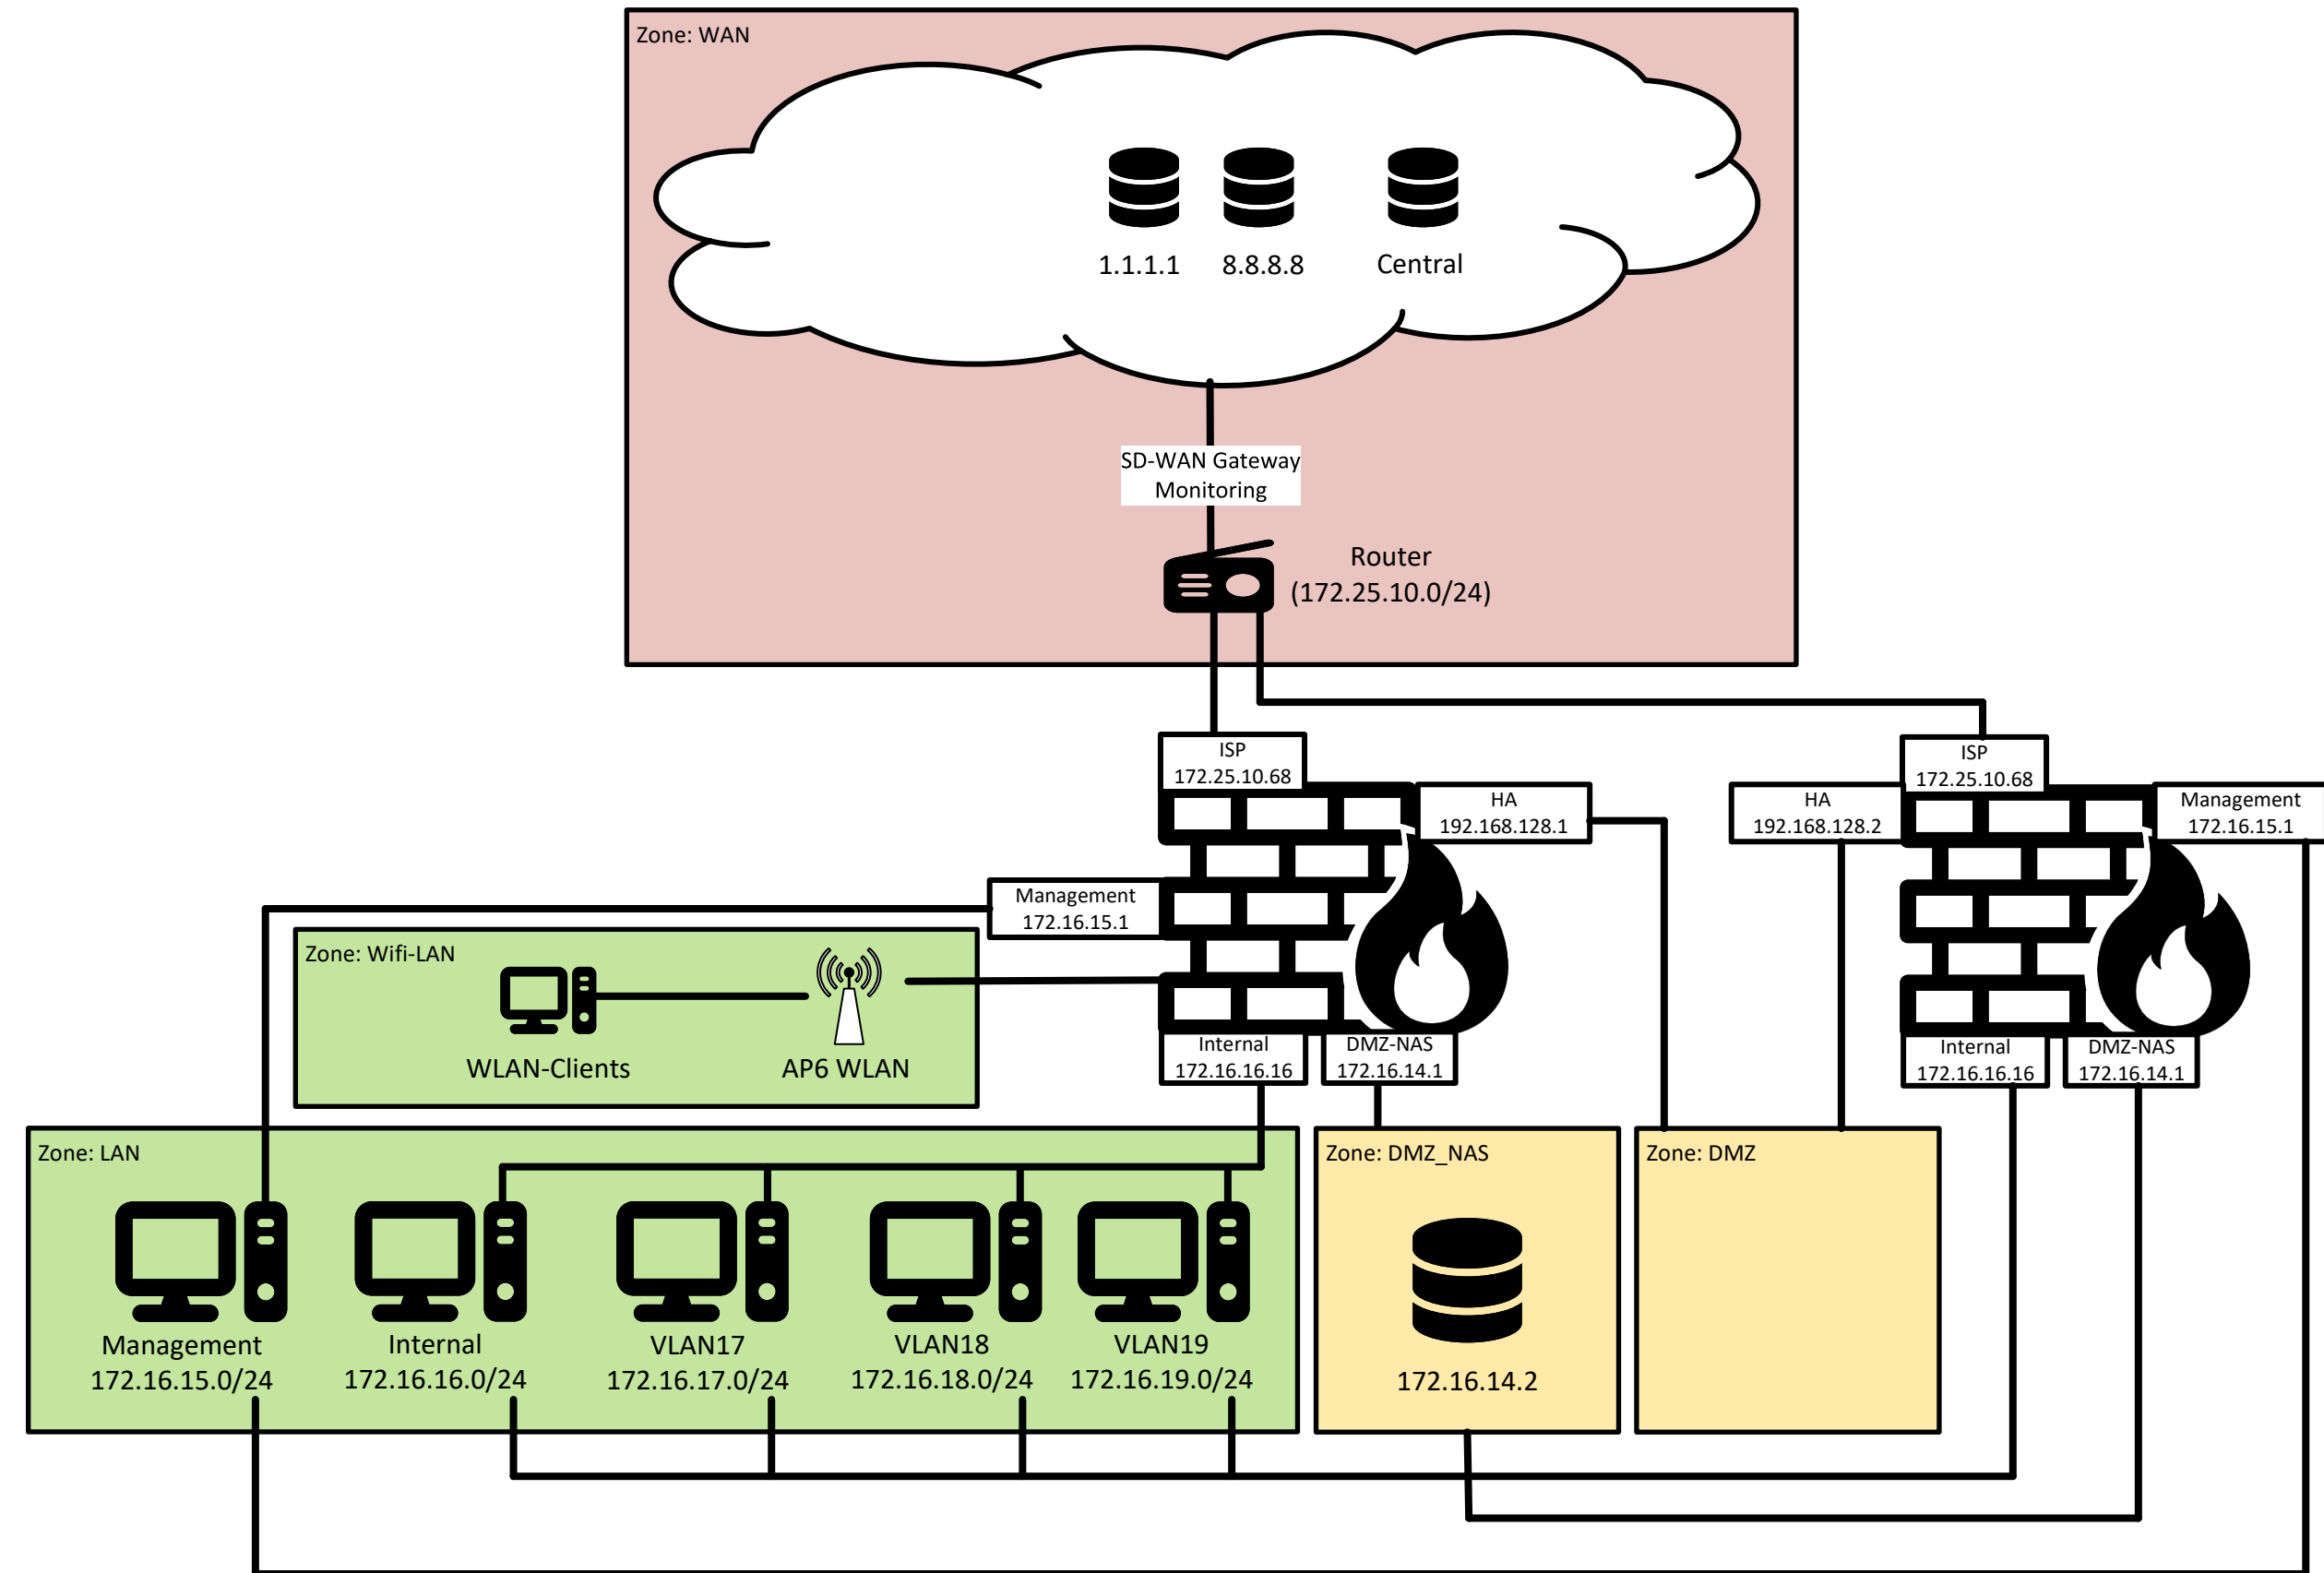 Zone: WAN
1.1.1.1
8.8.8.8
Central
SD-WAN Gateway
Monitoring
Router
(172.25.10.0/24)
ISP
172.25.10.68
HA
192.168.128.1
Management
172.16.15.1
Internal
172.16.16.16
DMZ-NAS
172.16.14.1
ISP
172.25.10.68
HA
192.168.128.2
Management
172.16.15.1
Internal
172.16.16.16
DMZ-NAS
172.16.14.1
Zone: Wifi-LAN
WLAN-Clients
AP6 WLAN
Zone: LAN
Management
172.16.15.0/24
Internal
172.16.16.0/24
VLAN17
172.16.17.0/24
VLAN18
172.16.18.0/24
VLAN19
172.16.19.0/24
Zone: DMZ_NAS
172.16.14.2
Zone: DMZ